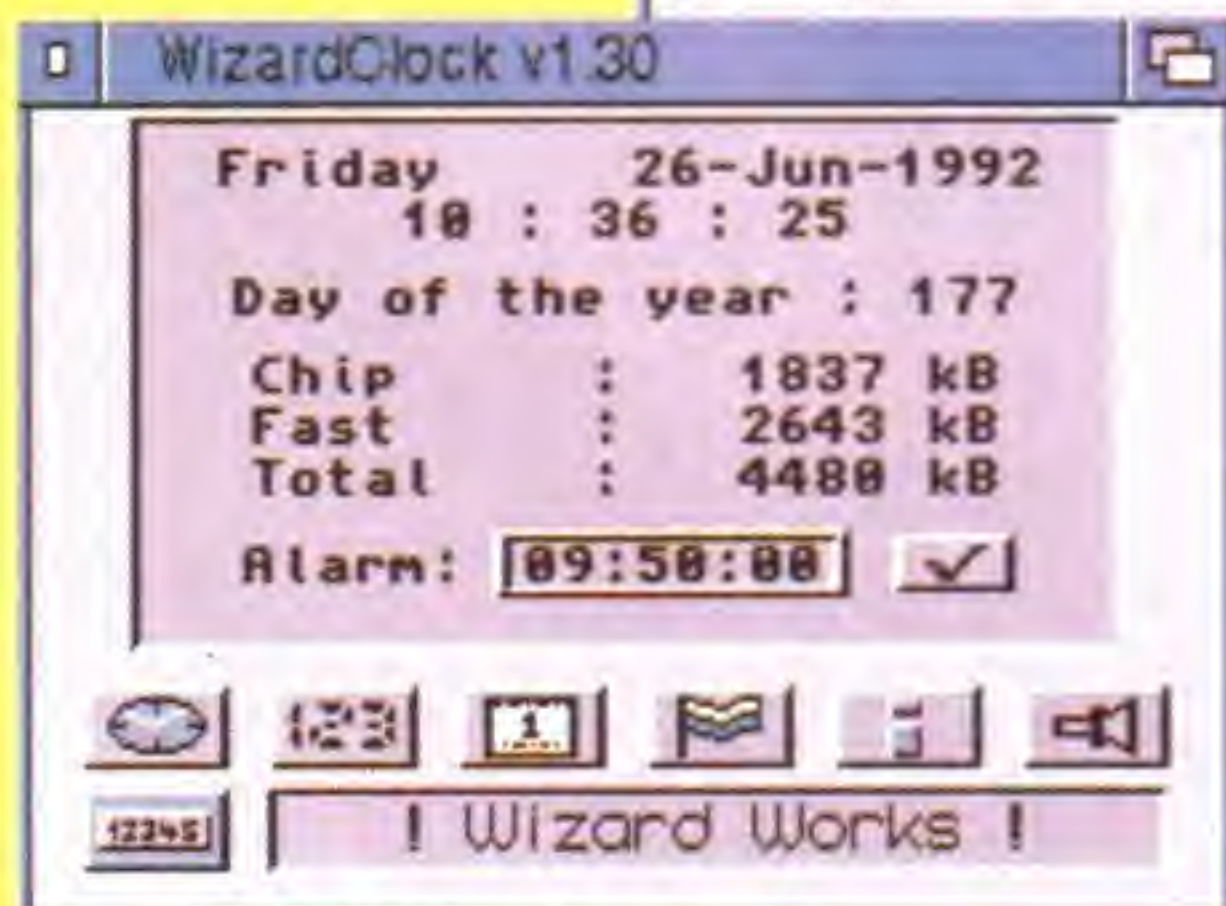 WizardClock v1.30
Friday 26-Jun-1992
10 : 36 : 25
Day of the year : 177
Chip : 1837 kB
Fast : 2643 kB
Total : 4480 kB
Alarm: 09:50:00
123
1
i
12345
! Wizard Works !